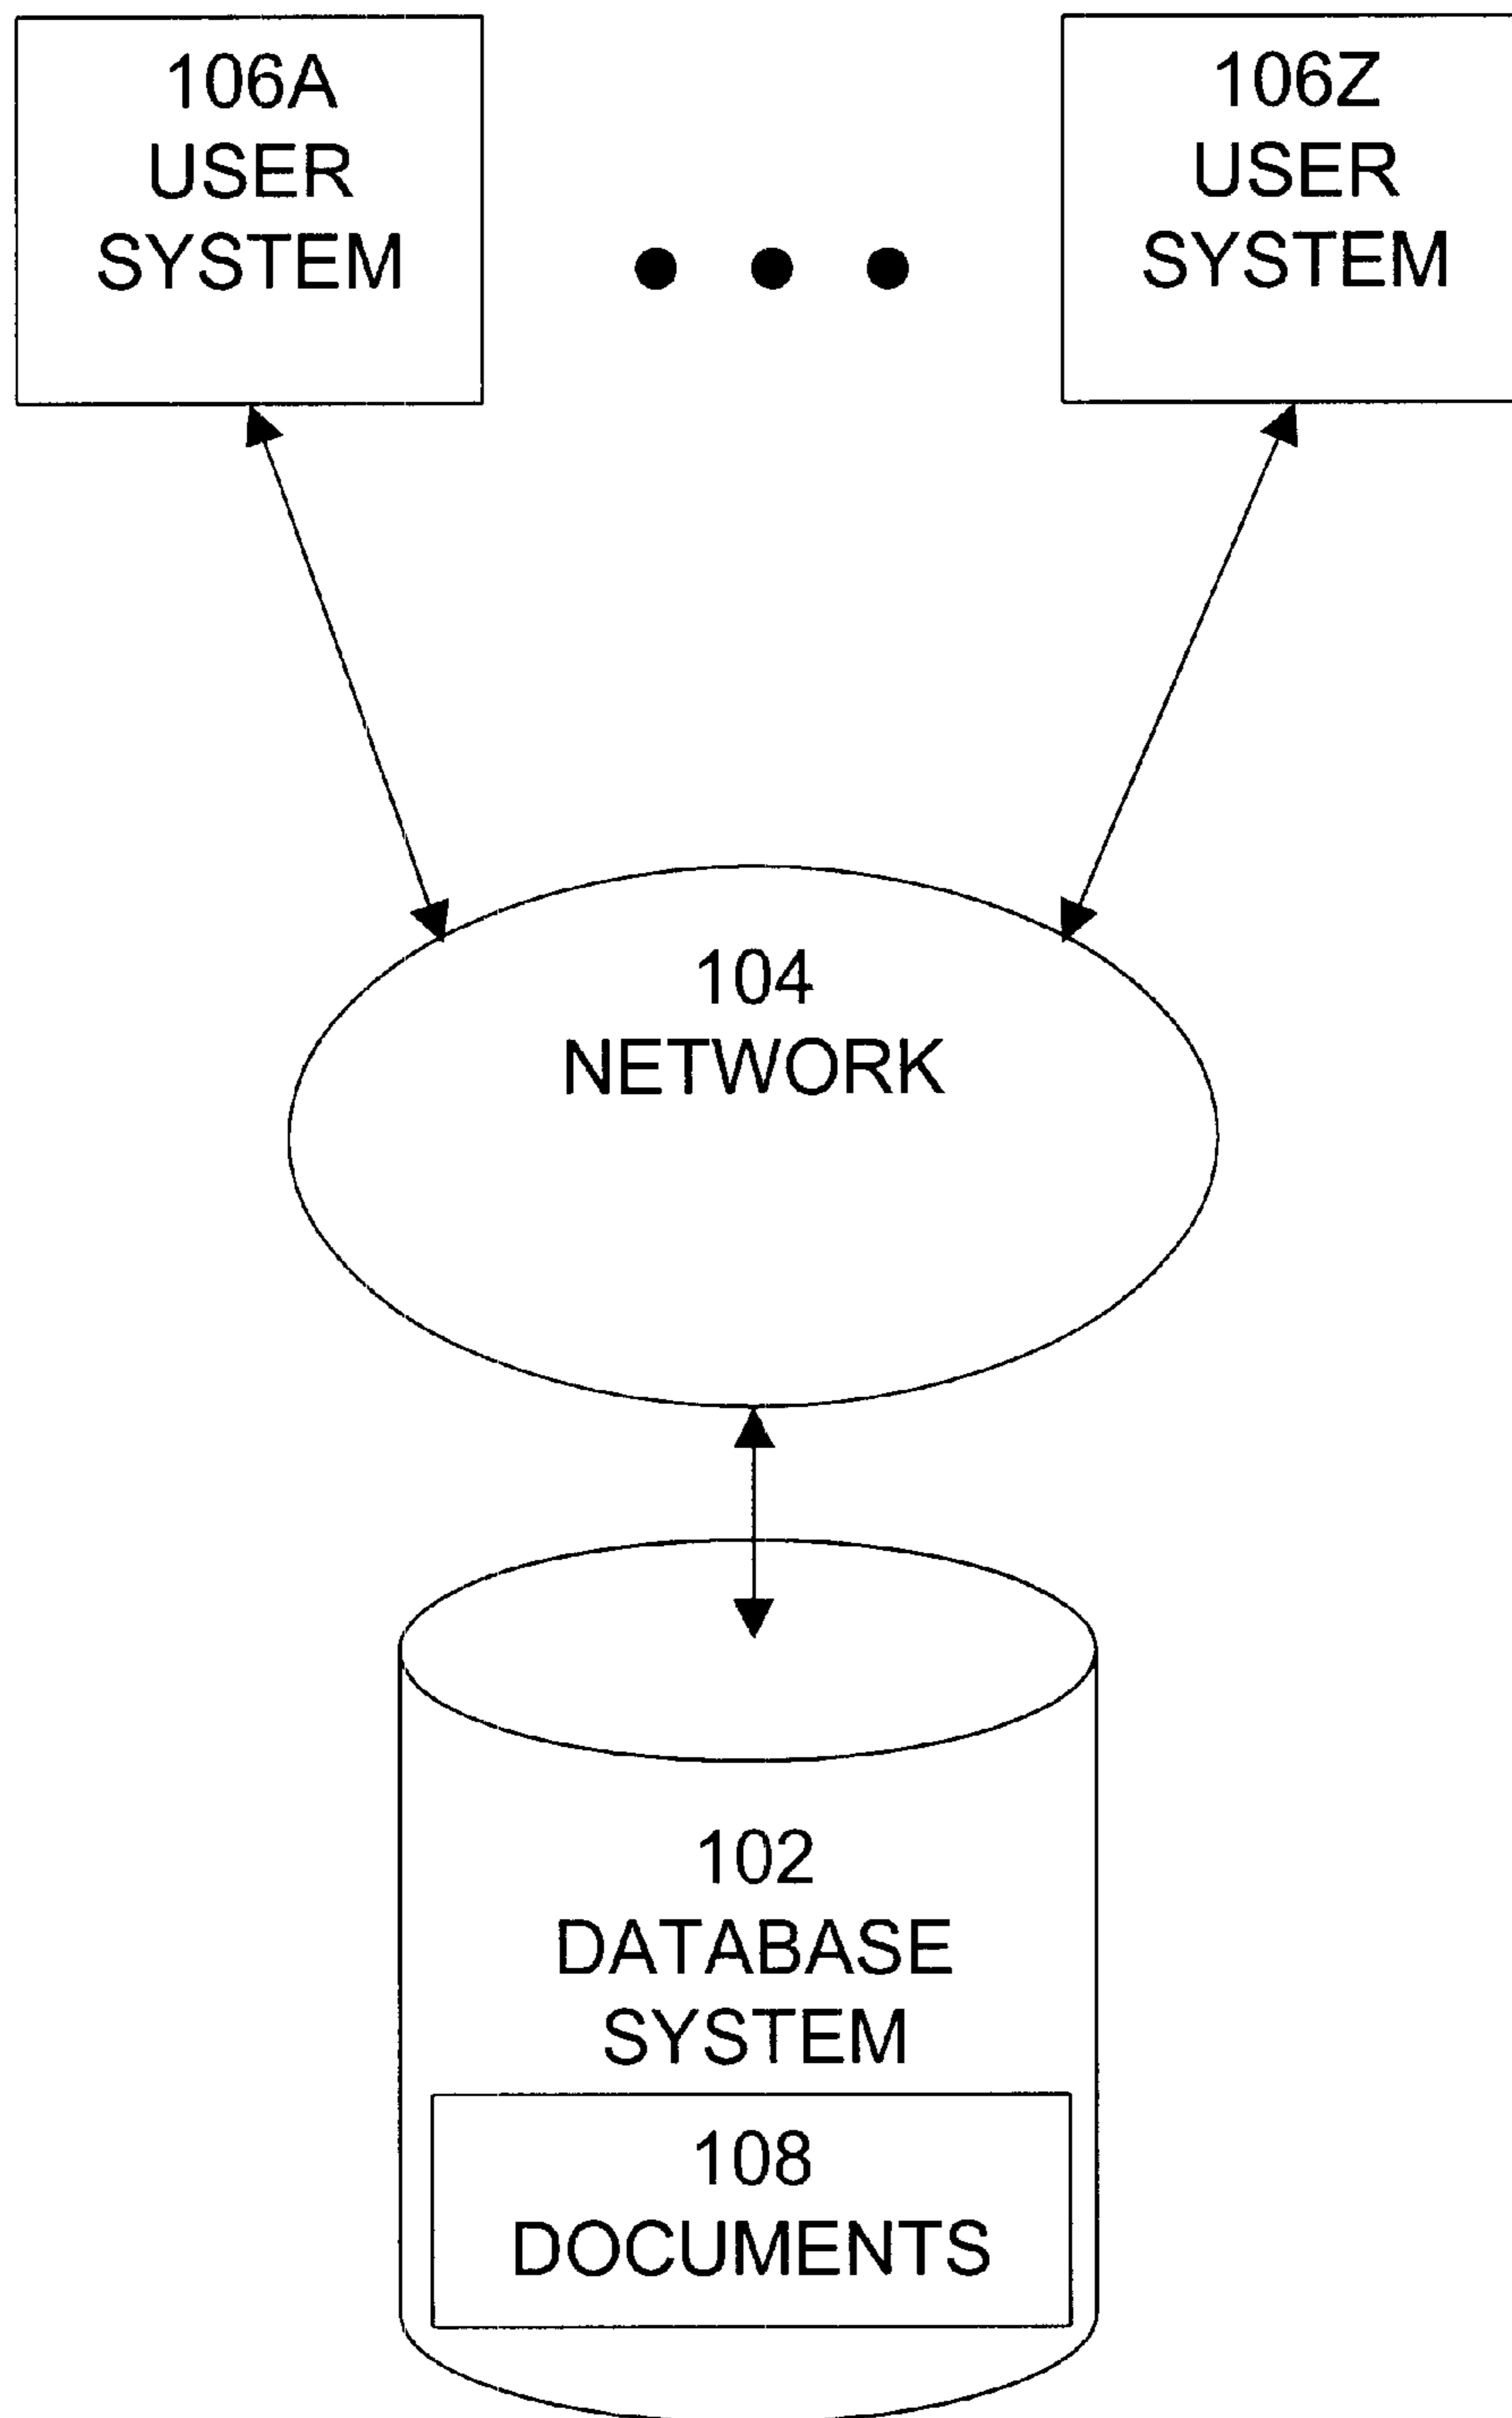 106A
USER
SYSTEM
106Z
USER
SYSTEM
104
NETWORK
102
DATABASE
SYSTEM
108
DOCUMENTS